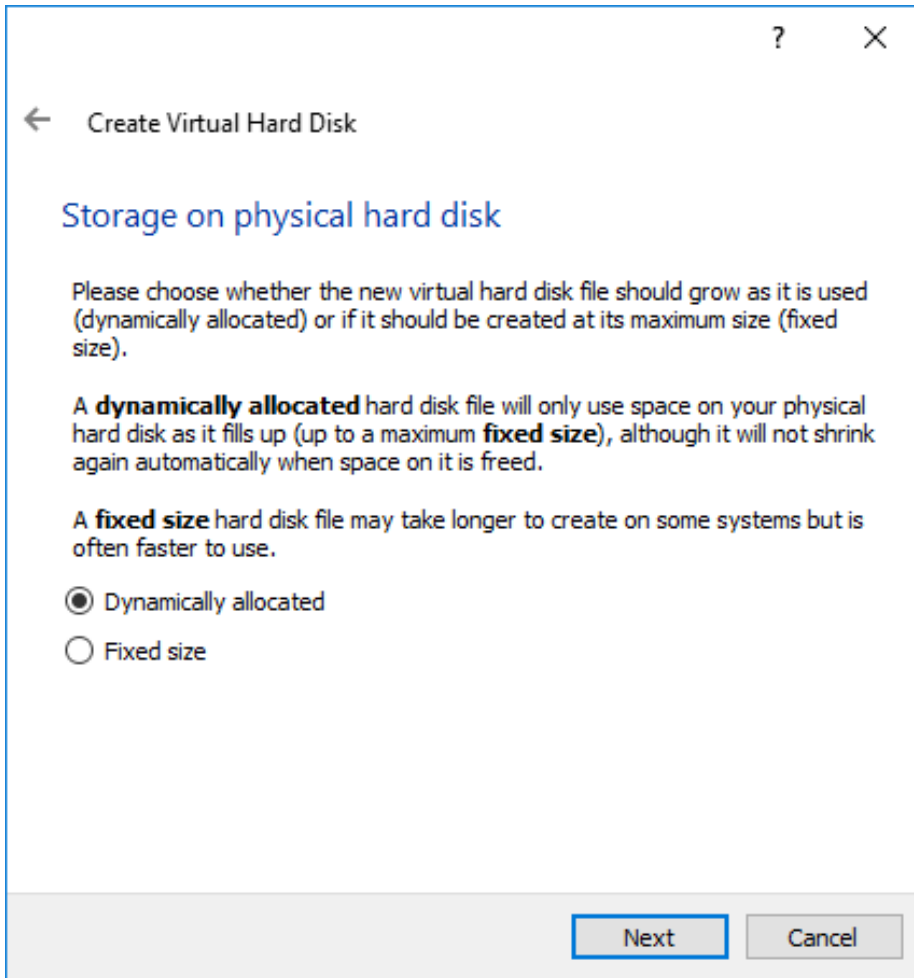 ?
Create Virtual Hard Disk
Storage on physical hard disk
Please choose whether the new virtual hard disk file should grow as it is used
(dynamically allocated) or if it should be created at its maximum size (fixed
size).
A dynamically allocated hard disk file will only use space on your physical
hard disk as it fills up (up to a maximum fixed size), although it will not shrink
again automatically when space on it is freed.
A fixed size hard disk file may take longer to create on some systems but is
often faster to use.
Dynamically allocated
Fixed size
Next Cancel